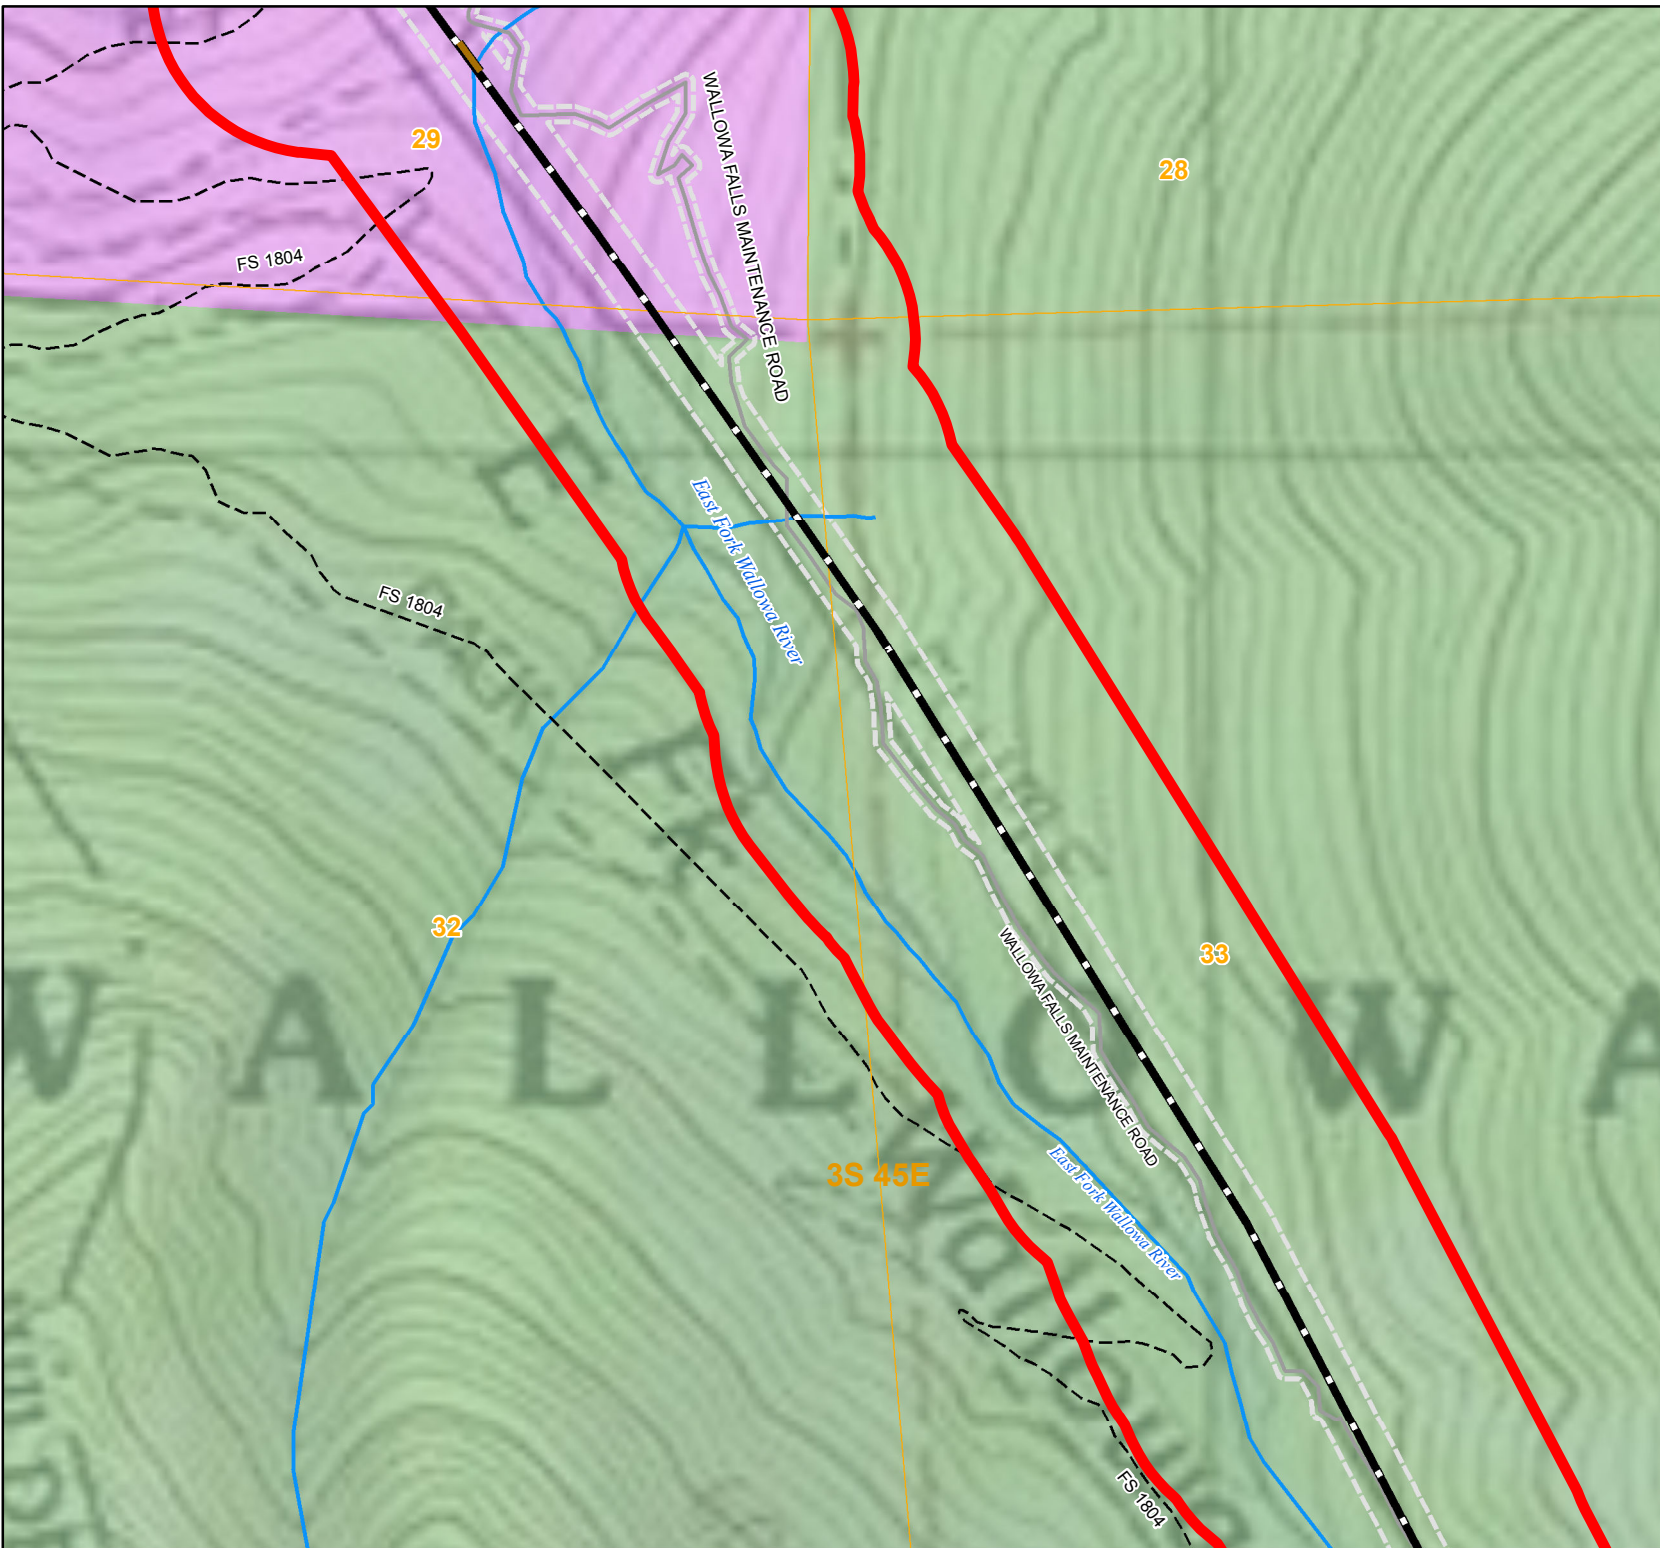 29
28
WALLOWA FALLS MAINTENANCE ROAD
FS 1804
East Fork Wallowa River
FS 1804
32
33
W A L L O W A
WALLOWA FALLS MAINTENANCE ROAD
3S 45E
East Fork Wallowa River
FS 1804